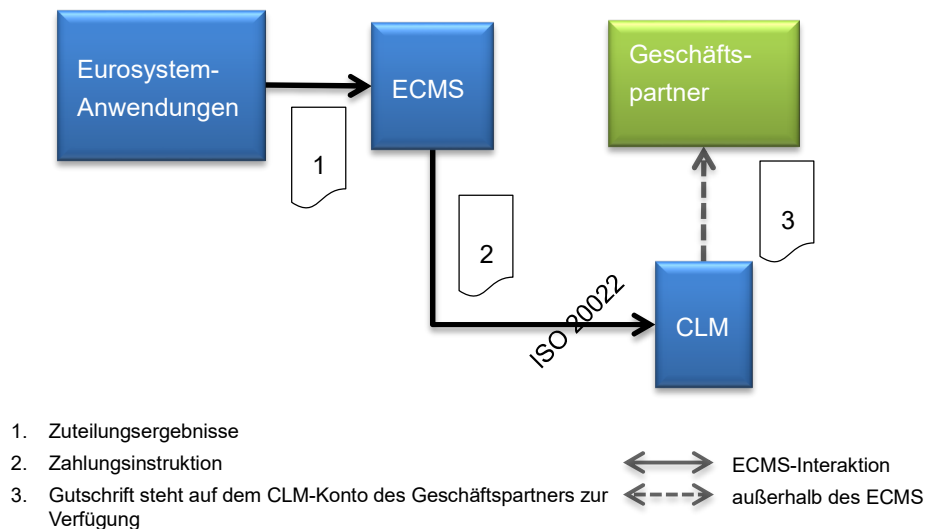 Eurosystem-
Anwendungen
ECMS
Geschäfts-
partner
1
2
3
ISO 20022
CLM
1. Zuteilungsergebnisse
2. Zahlungsinstruktion
3. Gutschrift steht auf dem CLM-Konto des Geschäftspartners zur
Verfügung
ECMS-Interaktion
außerhalb des ECMS